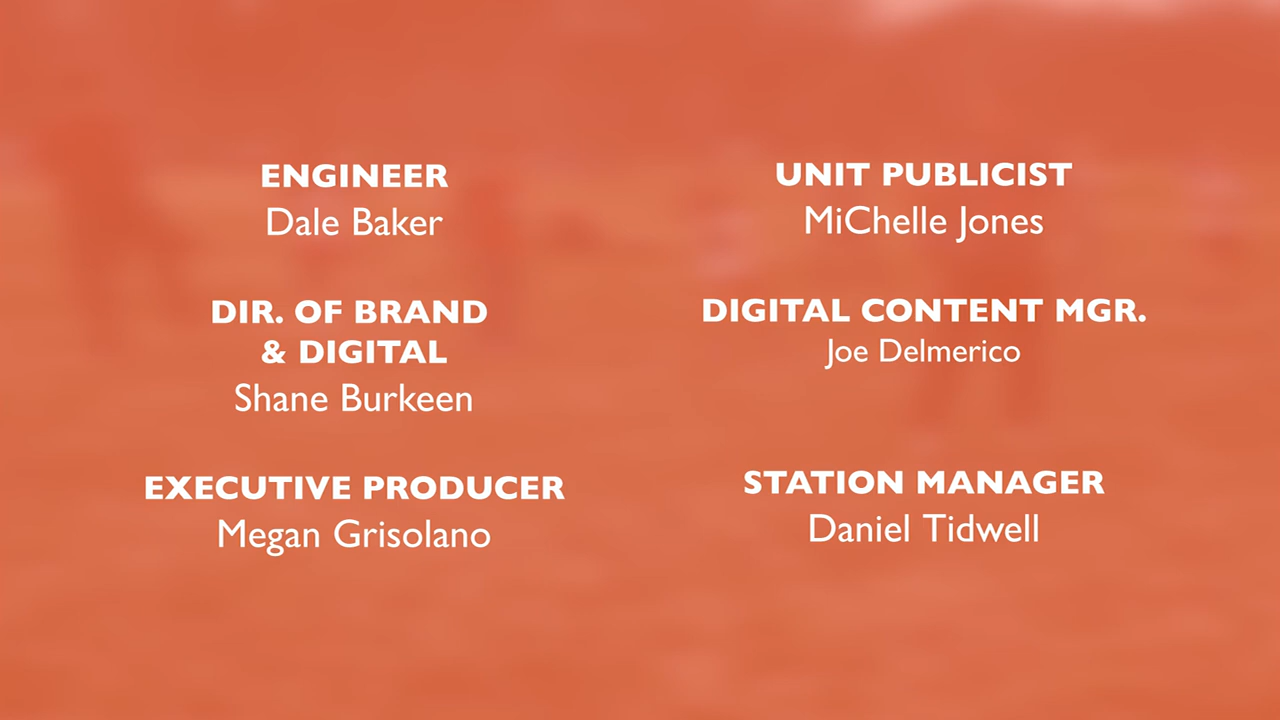 ENGINEER
Dale Baker
DIR. OF BRAND
& DIGITAL
Shane Burkeen
EXECUTIVE PRODUCER
Megan Grisolano
UNIT PUBLICIST
MiChelle Jones
DIGITAL CONTENT MGR.
Joe Delmerico
STATION MANAGER
Daniel Tidwell